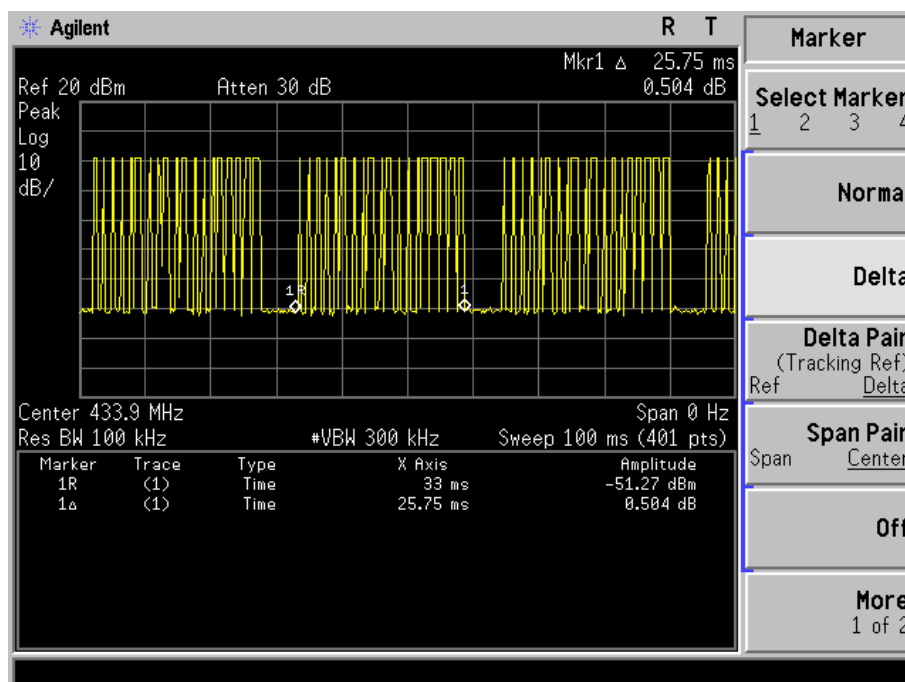 Agilent R T
Marker
Mkr1 Δ 25.75 ms
Ref 20 dBm Atten 30 dB 0.504 dB
Peak
Log
10
dB/
1R 1
Center 433.9 MHz Span 0 Hz
Res BW 100 kHz #VBW 300 kHz Sweep 100 ms (401 pts)
Marker Trace Type X Axis Amplitude
1R (1) Time 33 ms -51.27 dBm
1Δ (1) Time 25.75 ms 0.504 dB
Select Marker
1 2 3 4
Norma
Delta
Delta Pair
(Tracking Ref)
Ref Delta
Span Pair
Span Center
Off
More
1 of 2